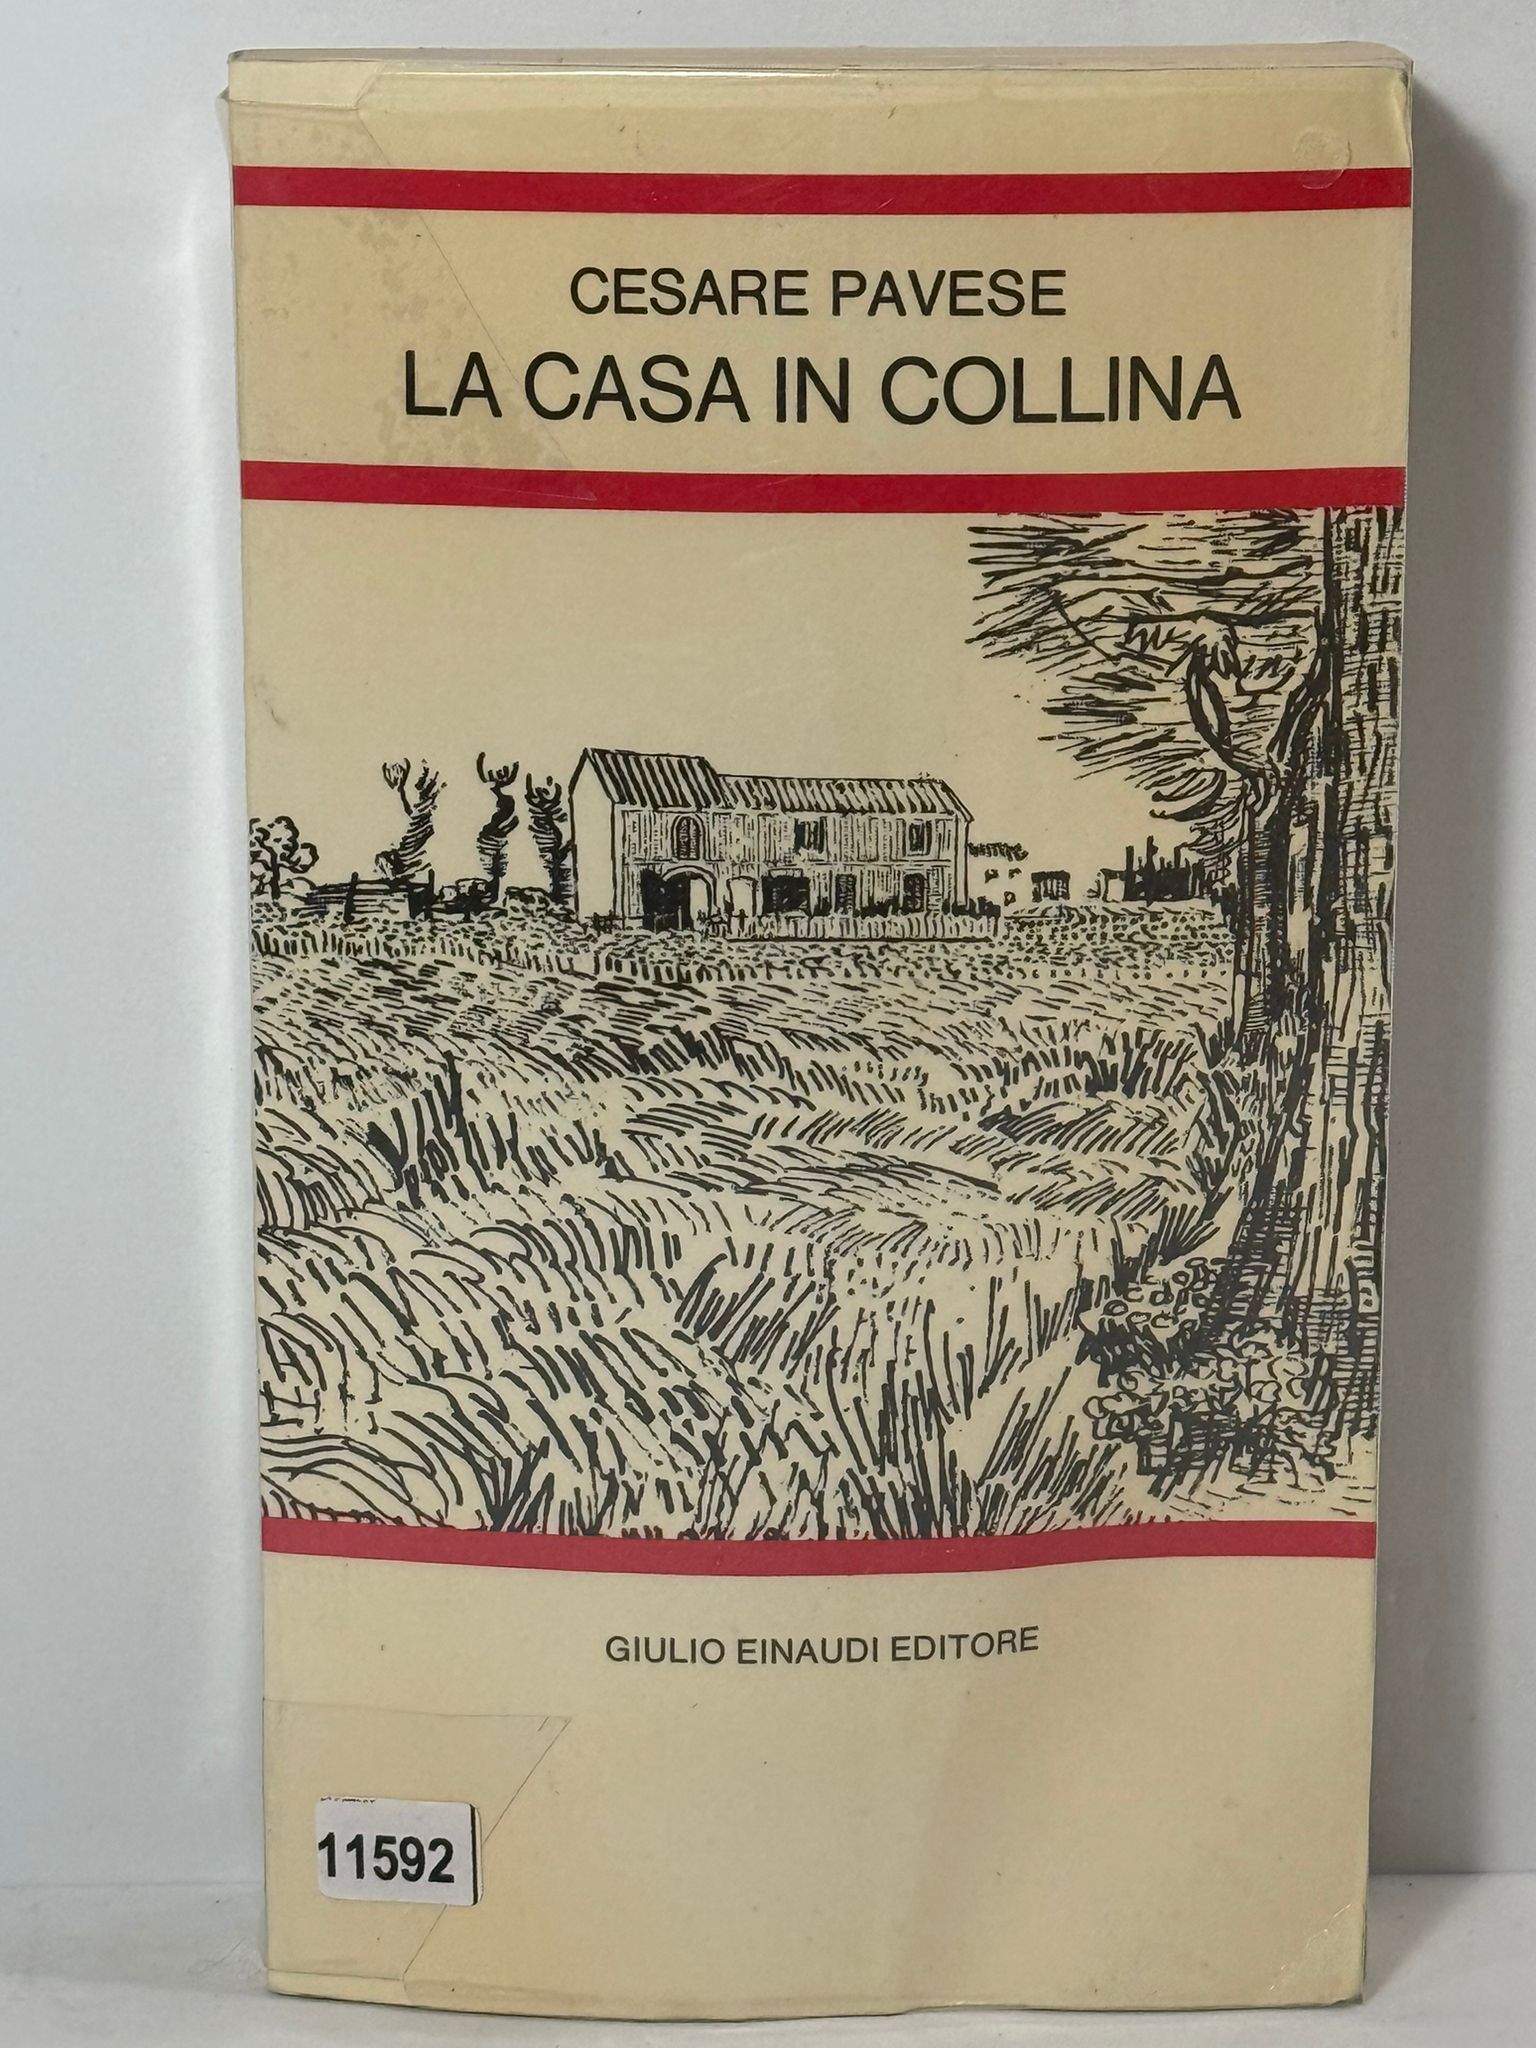 CESARE PAVESE
LA CASA IN COLLINA
GIULIO EINAUDI EDITORE
11592